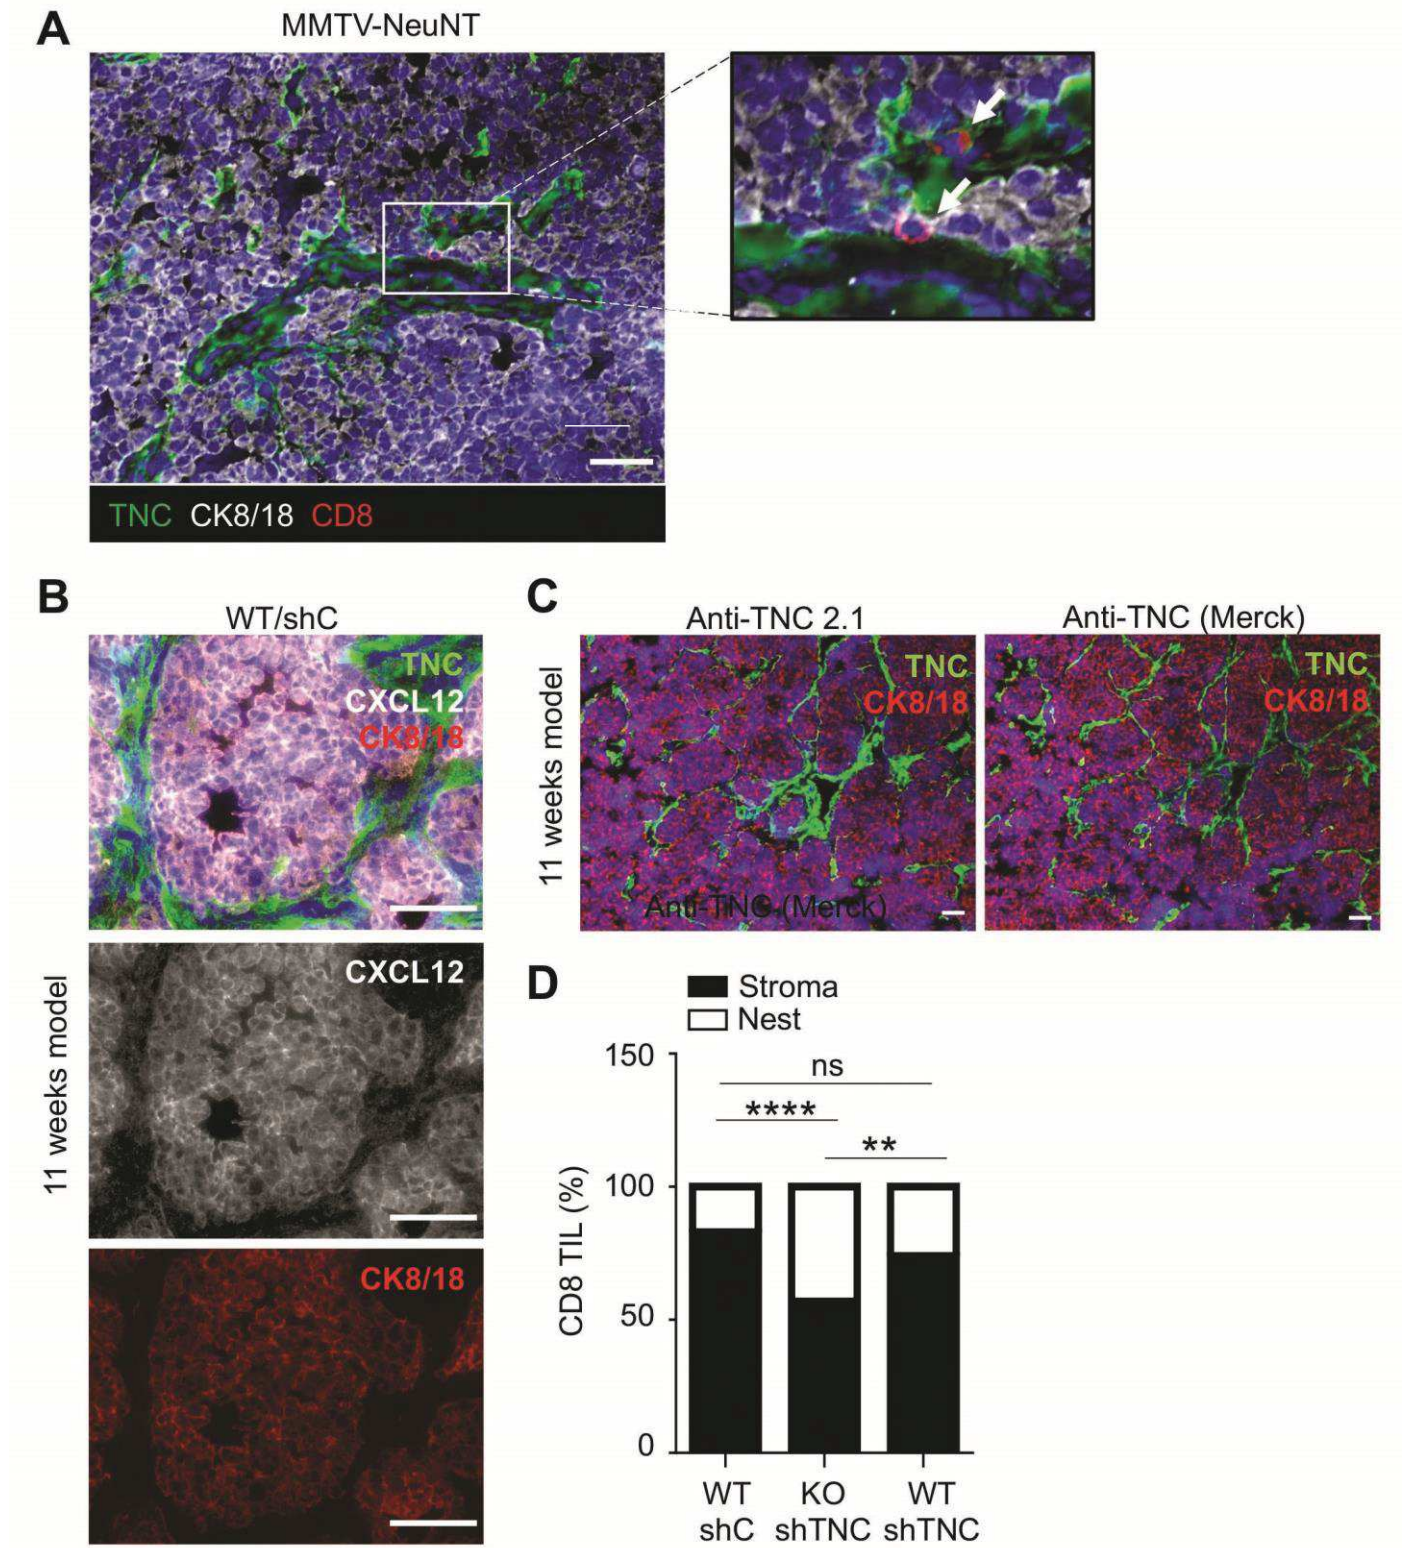 A
MMTV-NeuNT
TNC CK8/18 CD8
B
WT/shC
TNC
CXCL12
CK8/18
11 weeks model
CXCL12
CK8/18
C
Anti-TNC 2.1
Anti-TNC (Merck)
11 weeks model
TNC
CK8/18
TNC
CK8/18
Anti-TNC (Merck)
D
Stroma
Nest
CD8 TIL (%)
150
100
50
0
ns
****
**
WT
shC
KO
shTNC
WT
shTNC